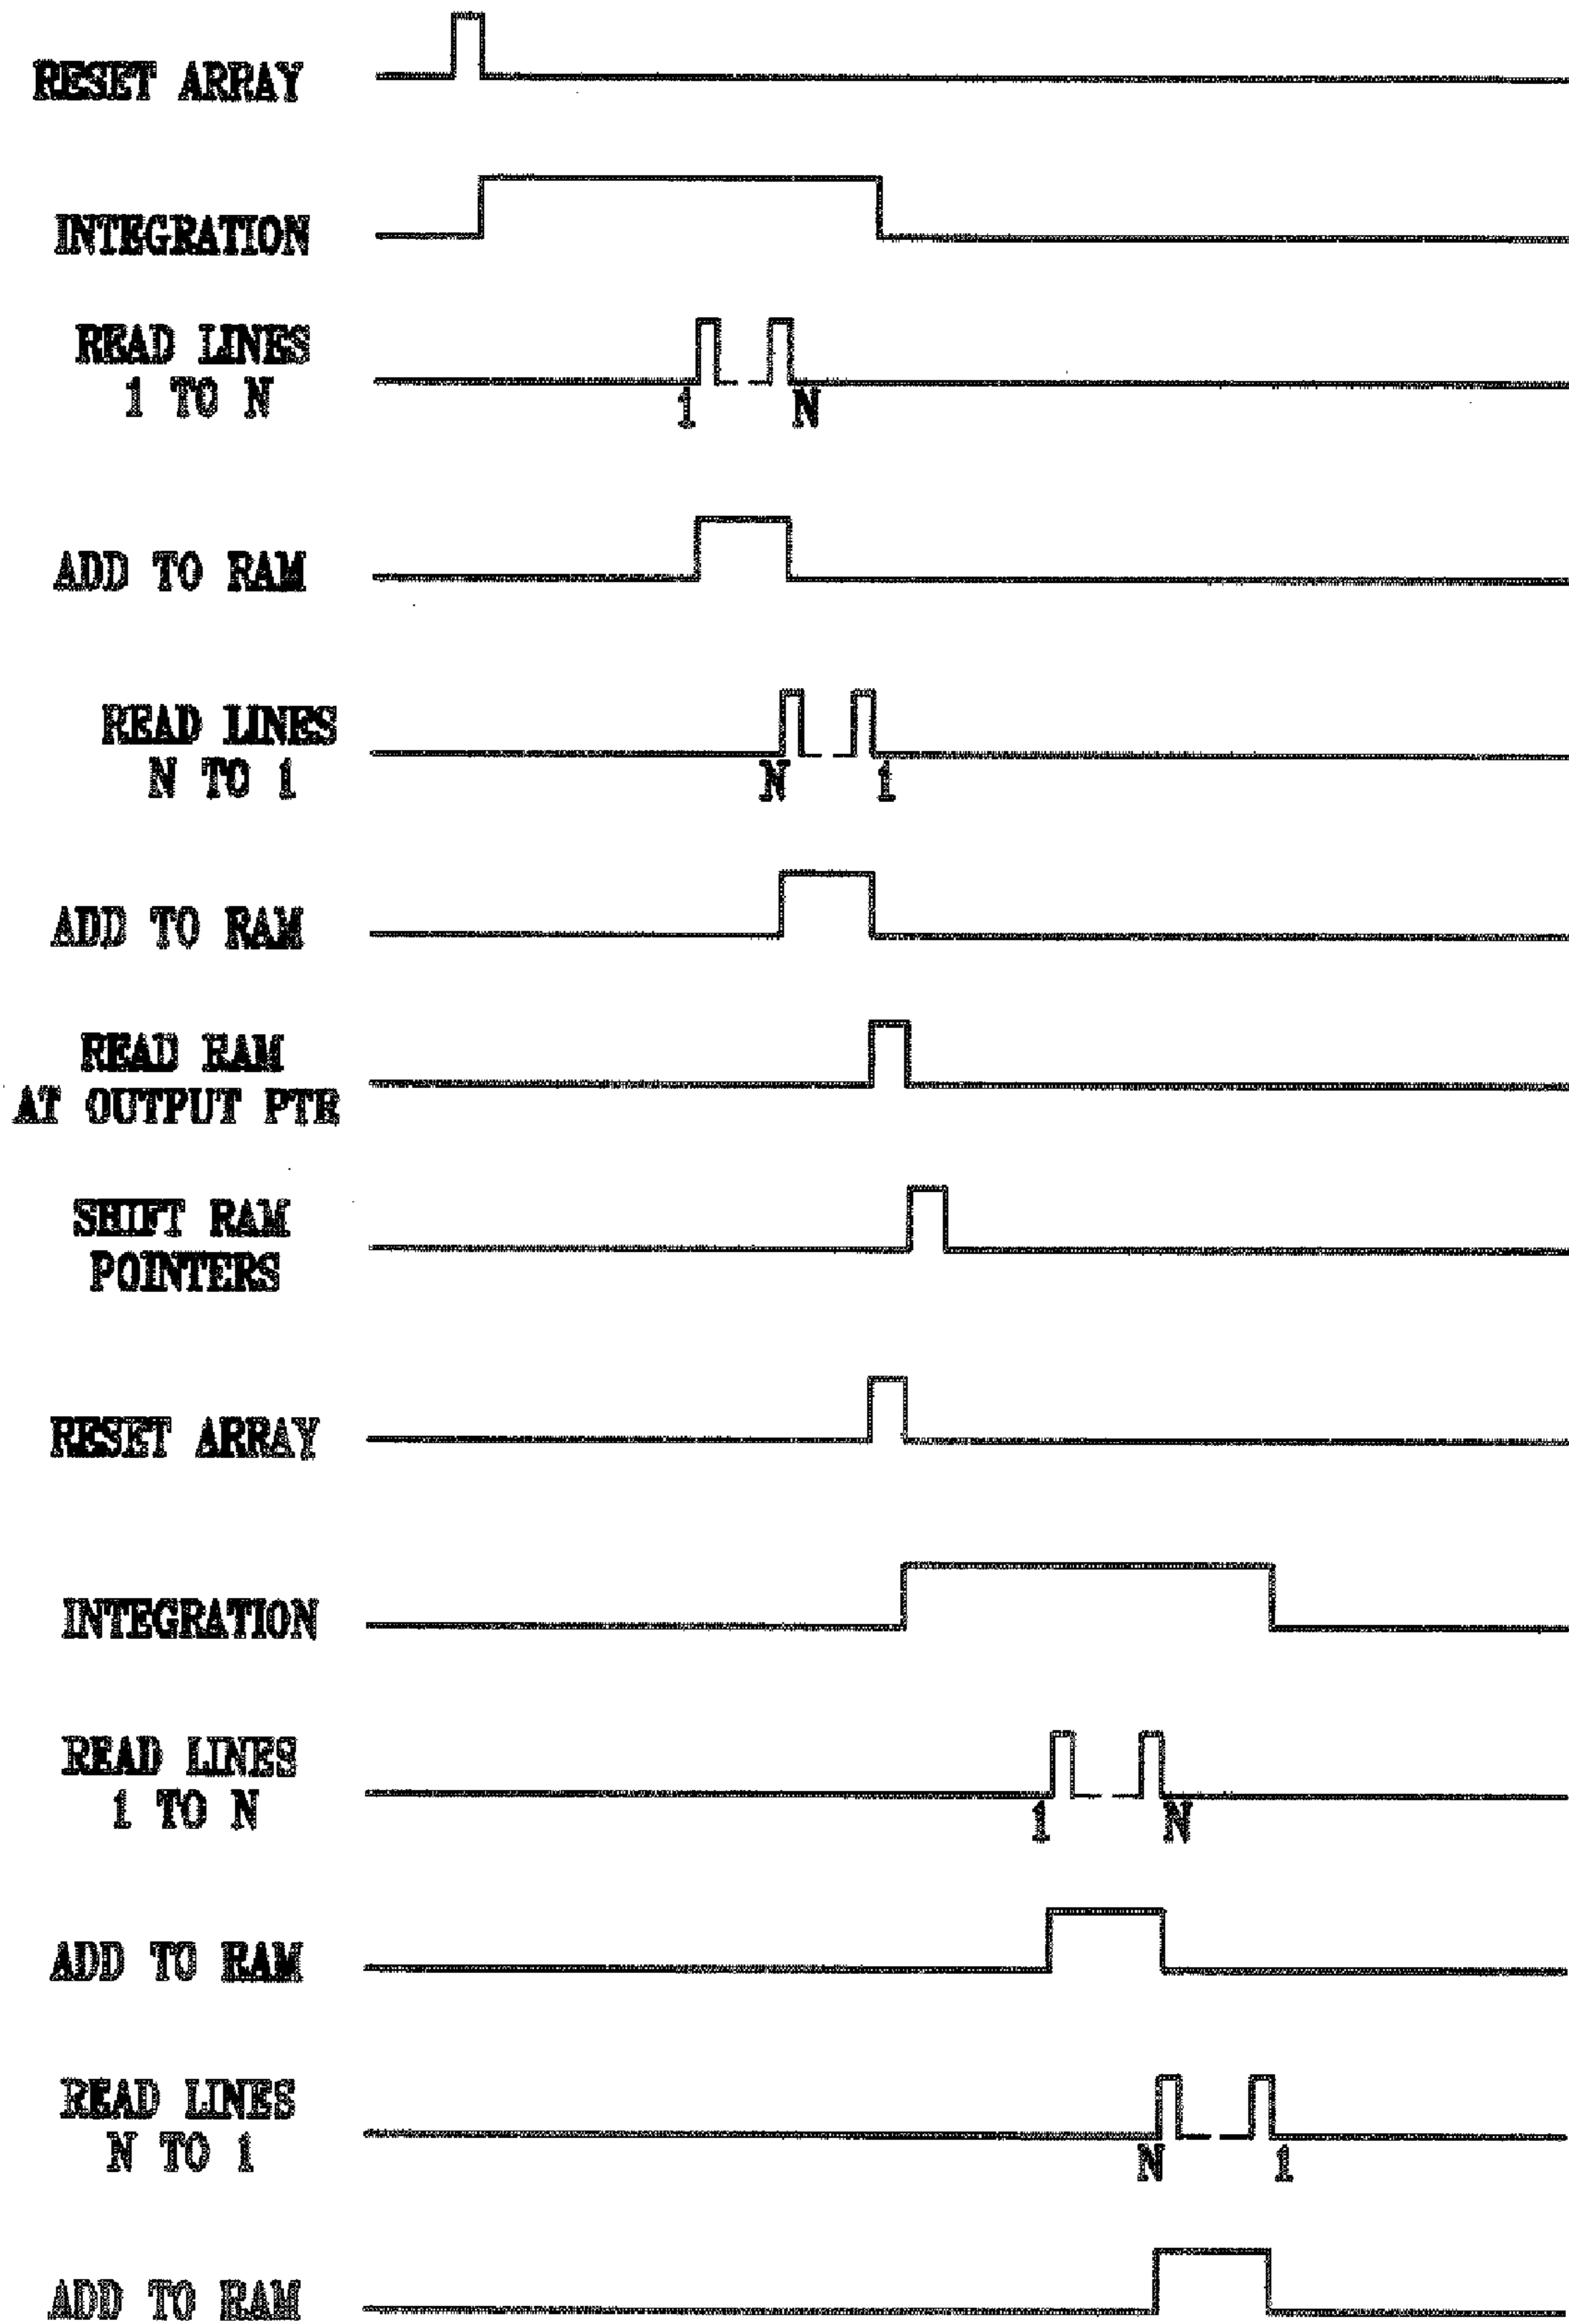 RESET ARRAY
INTEGRATION
READ LINES
1 TO N
1 N
ADD TO RAM
READ LINES
N TO 1
N 1
ADD TO RAM
READ RAM
AT OUTPUT PTR
SHIFT RAM
POINTERS
RESET ARRAY
INTEGRATION
READ LINES
1 TO N
1 N
ADD TO RAM
READ LINES
N TO 1
N 1
ADD TO RAM